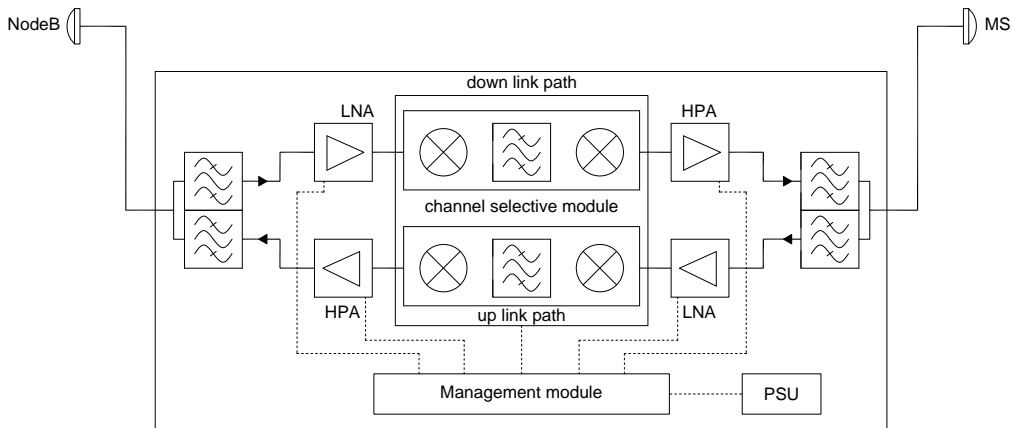 NodeB
MS
down link path
LNA
HPA
channel selective module
HPA
up link path
LNA
Management module
PSU